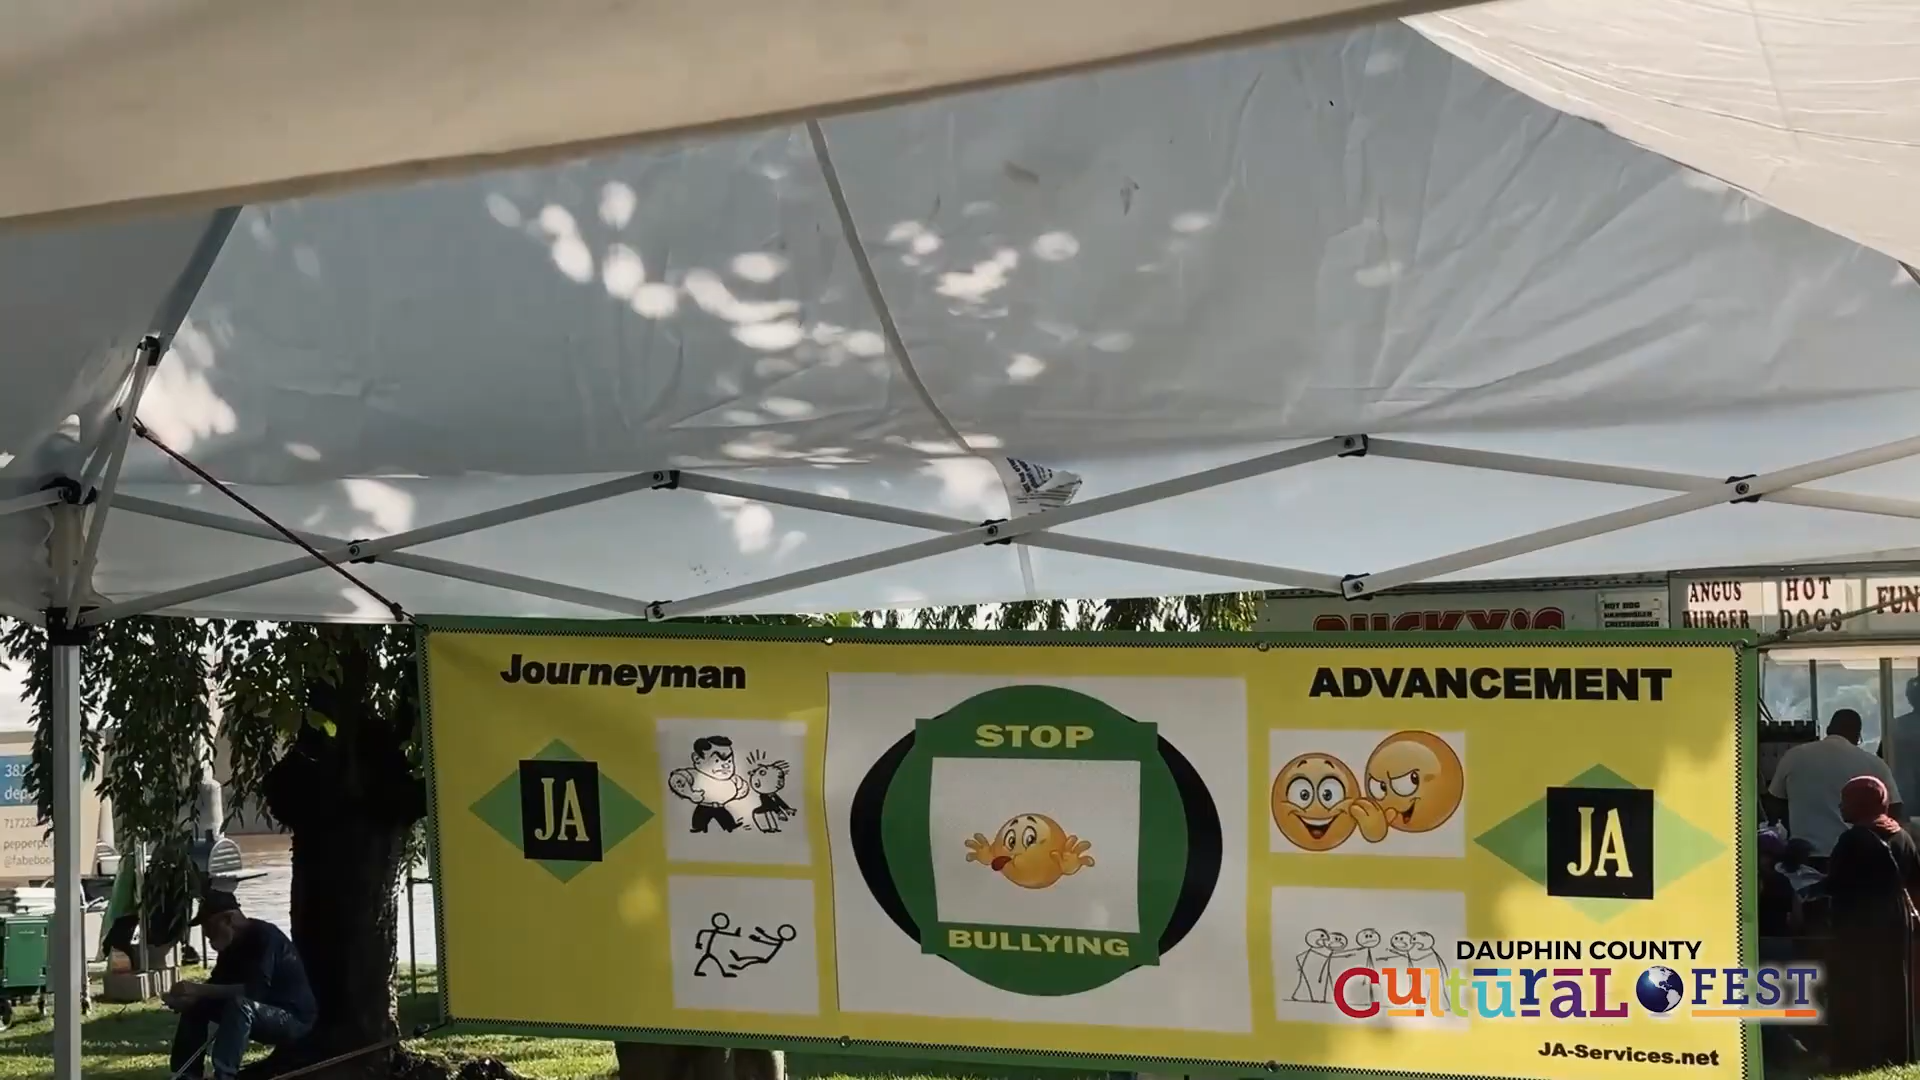 ANGUS
BURGER
HOT
DOGS
FUN
HOT DOG
HAMBURGER
CHEESEBURGER
BUCKY'S
Journeyman
ADVANCEMENT
JA
STOP
BULLYING
JA
JA-Services.net
DAUPHIN COUNTY
CULTURAL FEST